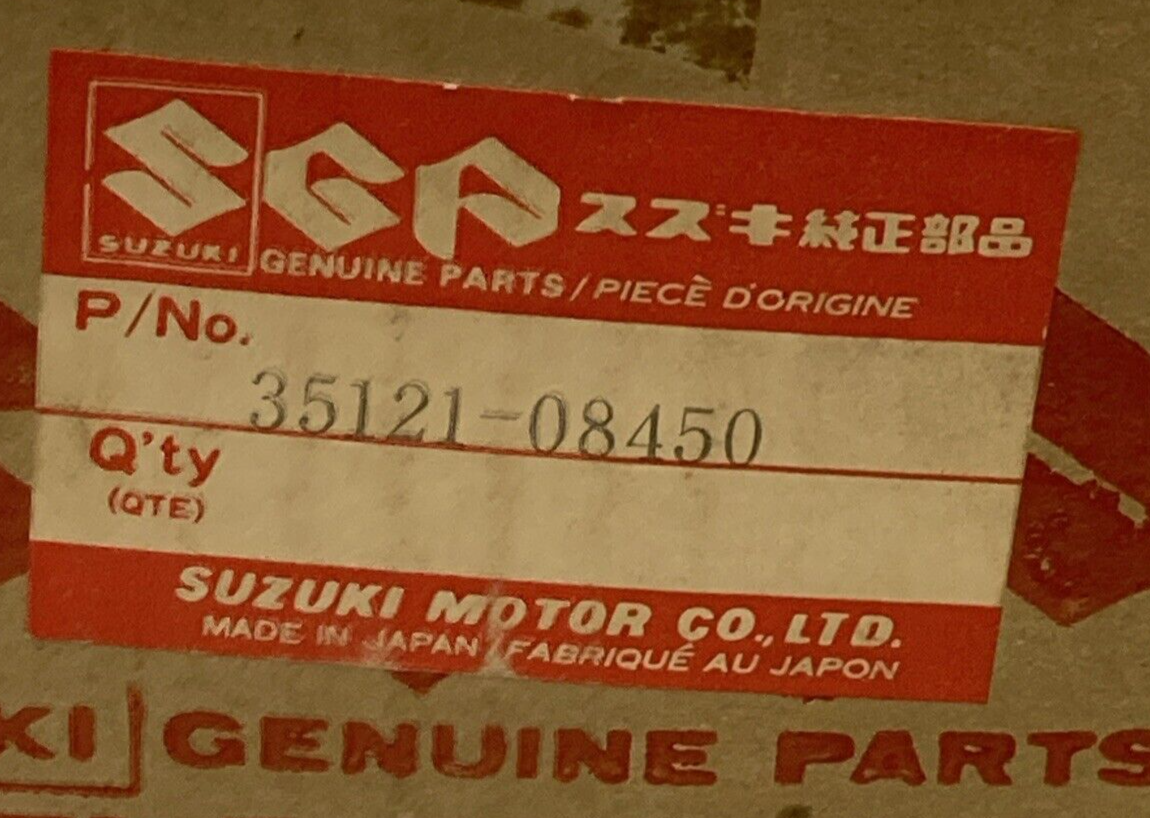 SUZUKI
SGP スズキ純正部品
GENUINE PARTS/PIECÈ D'ORIGINE
P/No.
35121-08450
Q'ty
(QTE)
SUZUKI MOTOR CO.,LTD.
MADE IN JAPAN/FABRIQUÉ AU JAPON
KI GENUINE PARTS